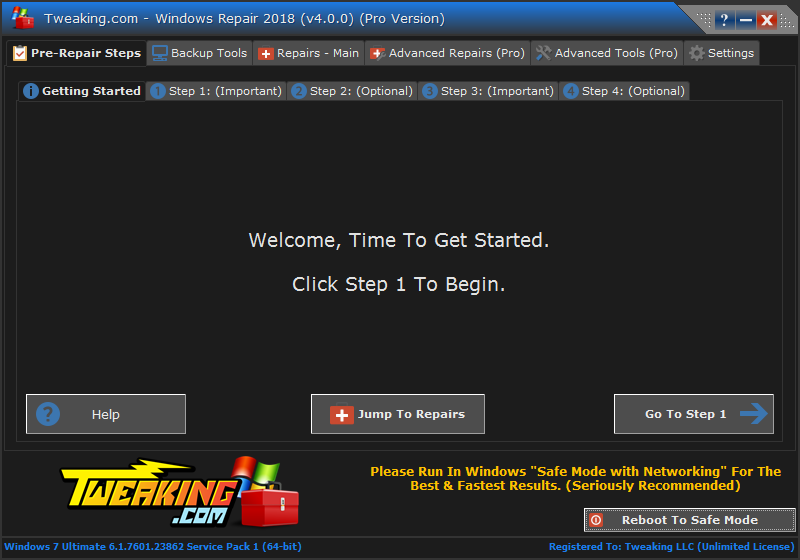 Tweaking.com - Windows Repair 2018 (v4.0.0) (Pro Version)
?
Pre-Repair Steps Backup Tools Repairs - Main Advanced Repairs (Pro) Advanced Tools (Pro) Settings
i Getting Started 1 Step 1: (Important) 2 Step 2: (Optional) 3 Step 3: (Important) 4 Step 4: (Optional)
Welcome, Time To Get Started.
Click Step 1 To Begin.
? Help Jump To Repairs Go To Step 1
TWEAKING
.COM
Please Run In Windows "Safe Mode with Networking" For The
Best & Fastest Results. (Seriously Recommended)
Reboot To Safe Mode
Windows 7 Ultimate 6.1.7601.23862 Service Pack 1 (64-bit) Registered To: Tweaking LLC (Unlimited License)